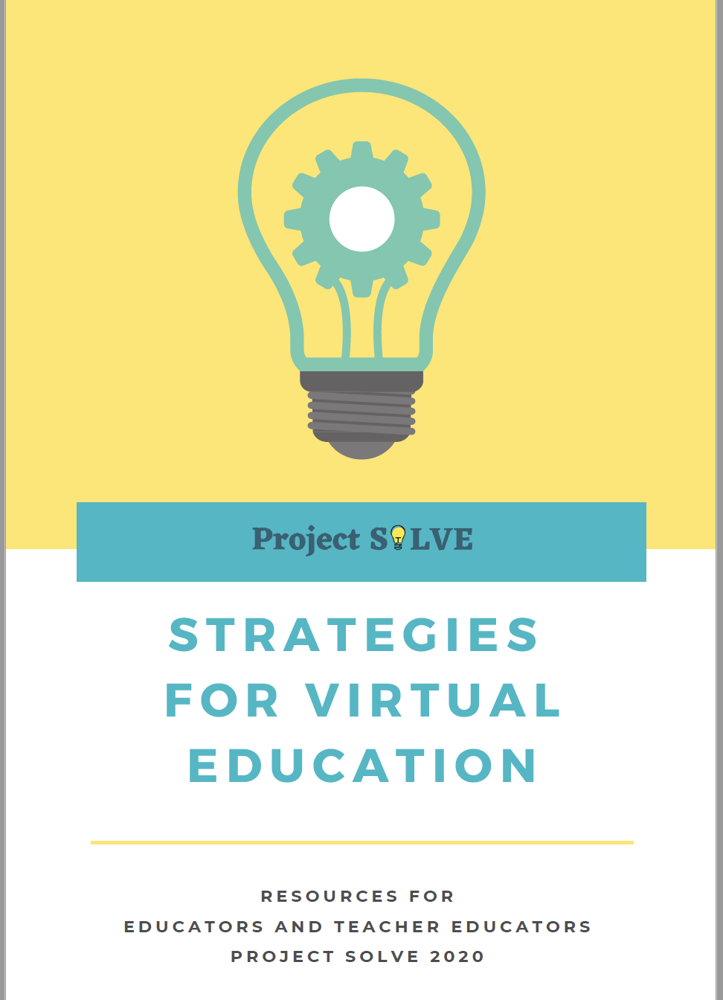 Project SOLVE
STRATEGIES
FOR VIRTUAL
EDUCATION
RESOURCES FOR
EDUCATORS AND TEACHER EDUCATORS
PROJECT SOLVE 2020